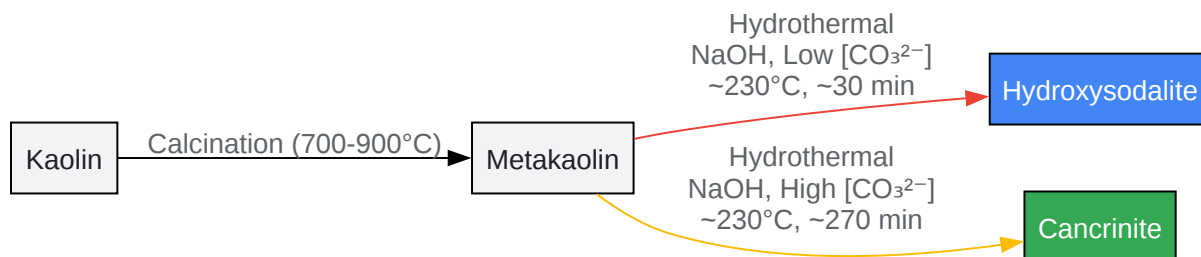 Hydrothermal
NaOH, Low [CO₃²⁻]
~230°C, ~30 min
Hydroxysodalite
Kaolin
Calcination (700-900°C)
Metakaolin
Hydrothermal
NaOH, High [CO₃²⁻]
~230°C, ~270 min
Cancrinite